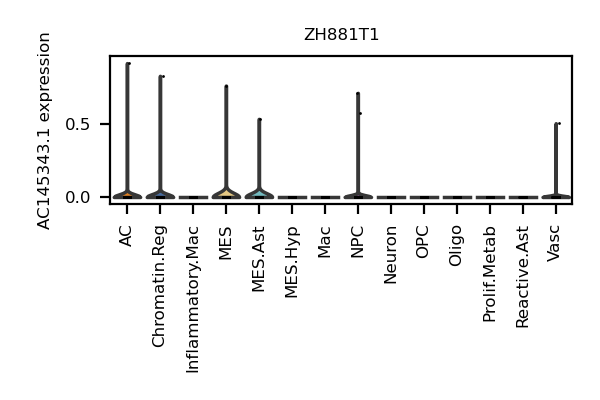 ZH881T1
AC145343.1 expression
0.5
0.0
AC
Chromatin.Reg
Inflammatory.Mac
MES
MES.Ast
MES.Hyp
Mac
NPC
Neuron
OPC
Oligo
Prolif.Metab
Reactive.Ast
Vasc